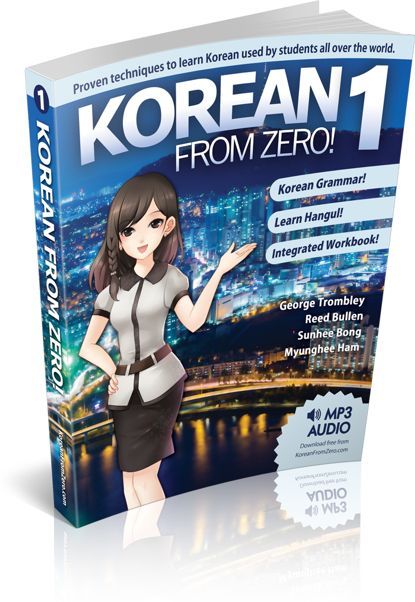 Proven techniques to learn Korean used by students all over the world.
KOREAN 1
FROM ZERO!
Korean Grammar!
Learn Hangul!
Integrated Workbook!
George Trombley
Reed Bullen
Sunhee Bong
Myunghee Ham
MP3
AUDIO
Download free from
KoreanFromZero.com
1
KOREAN FROM ZERO!
KoreanFromZero.com